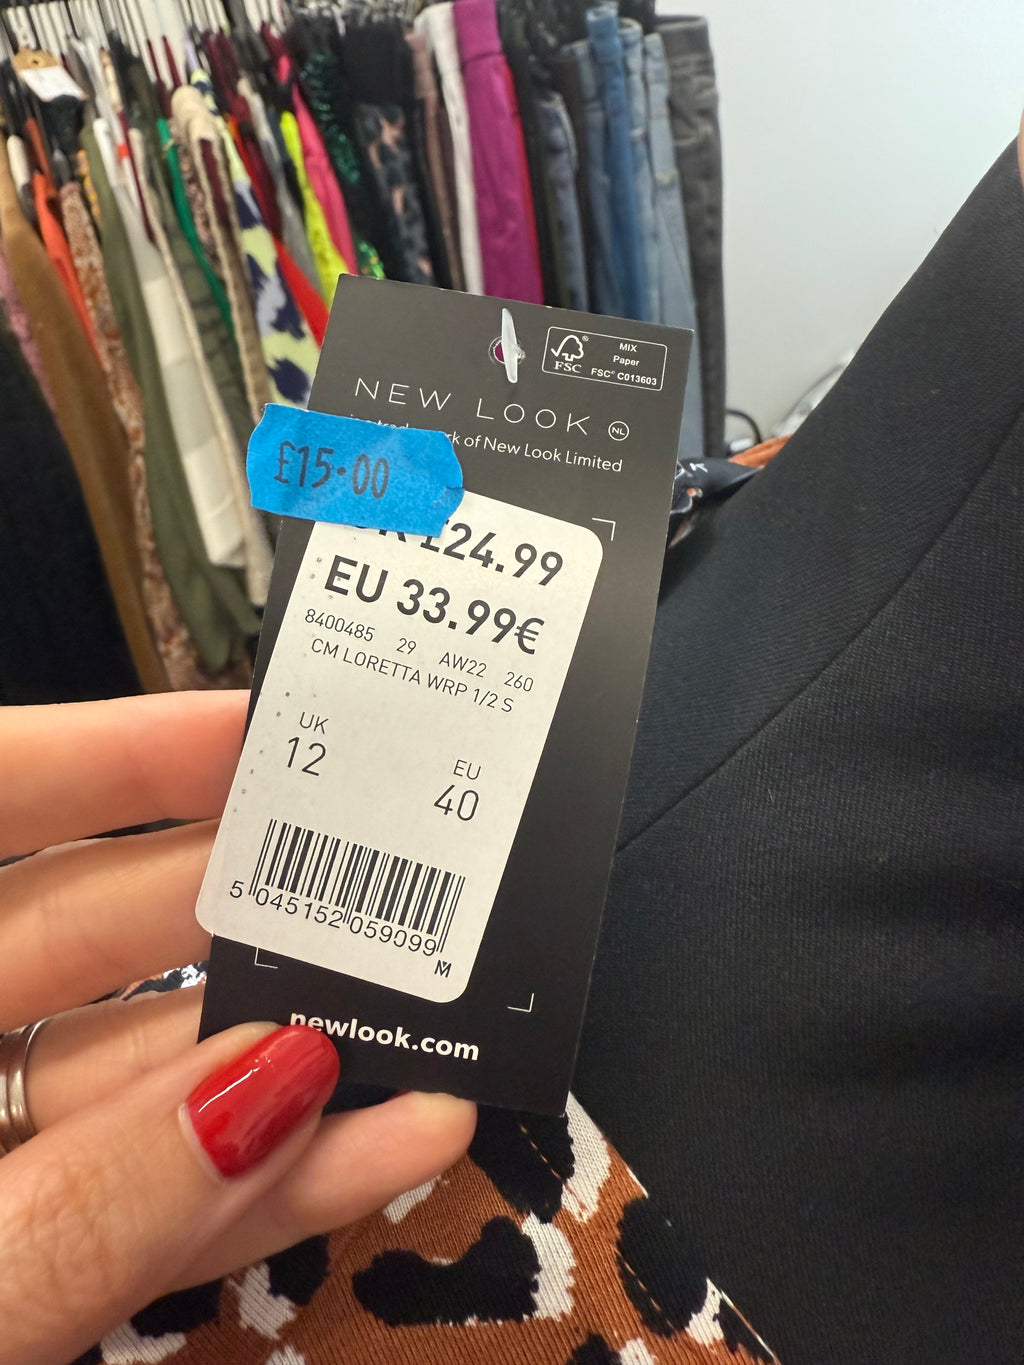 MIX
Paper
FSC® C013603
FSC
NEW LOOK NL
of New Look Limited
£15.00
£24.99
EU 33.99€
8400485 29 AW22 260
CM LORETTA WRP 1/2 S
UK
12
EU
40
5 045152 059099
M
newlook.com